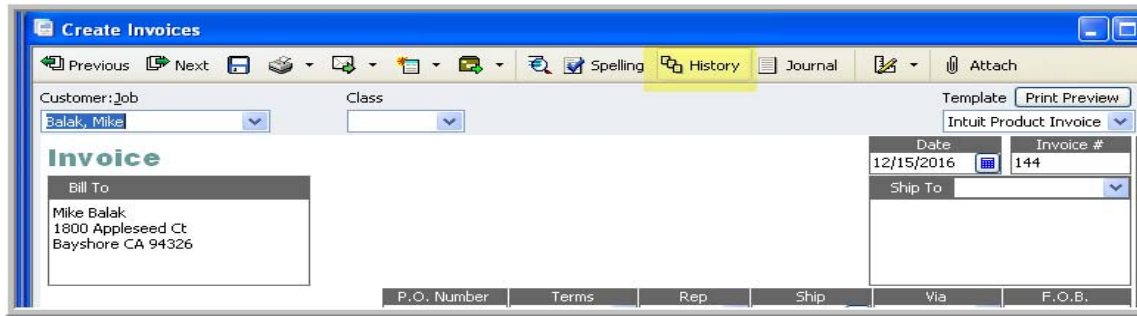 Create Invoices
Previous Next Spelling History Journal Attach
Customer:Job Class Template Print Preview
Balak, Mike Intuit Product Invoice
Invoice
Date Invoice #
12/15/2016 144
Bill To Ship To
Mike Balak
1800 Appleseed Ct
Bayshore CA 94326
P.O. Number Terms Rep Ship Via F.O.B.